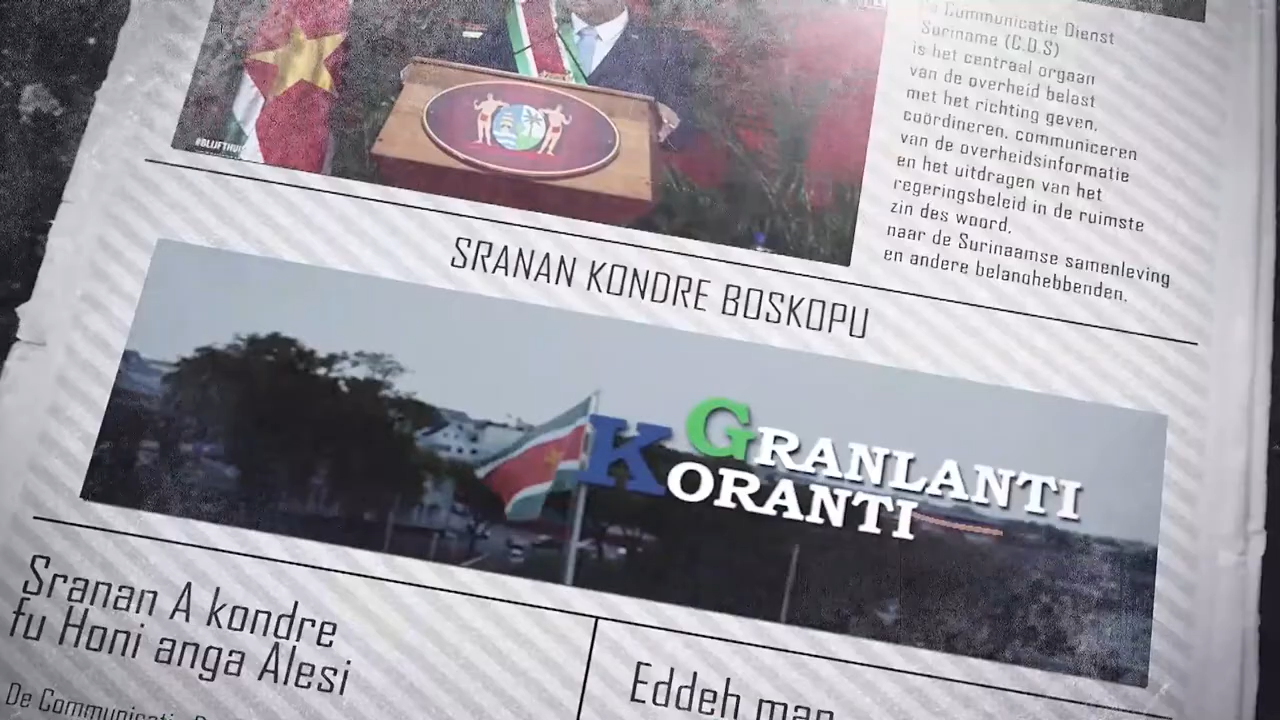 #BLIJFTHUIS
Communicatie Dienst
Suriname (C.D.S)
is het centraal orgaan
van de overheid belast
met het richting geven,
coördineren, communiceren
van de overheidsinformatie
en het uitdragen van het
regeringsbeleid in de ruimste
zin des woord,
naar de Surinaamse samenleving
en andere belanghebbenden.
SRANAN KONDRE BOSKOPU
GRANLANTI
KORANTI
Sranan A kondre
fu Honi anga Alesi
De Communicatie
Eddeh man